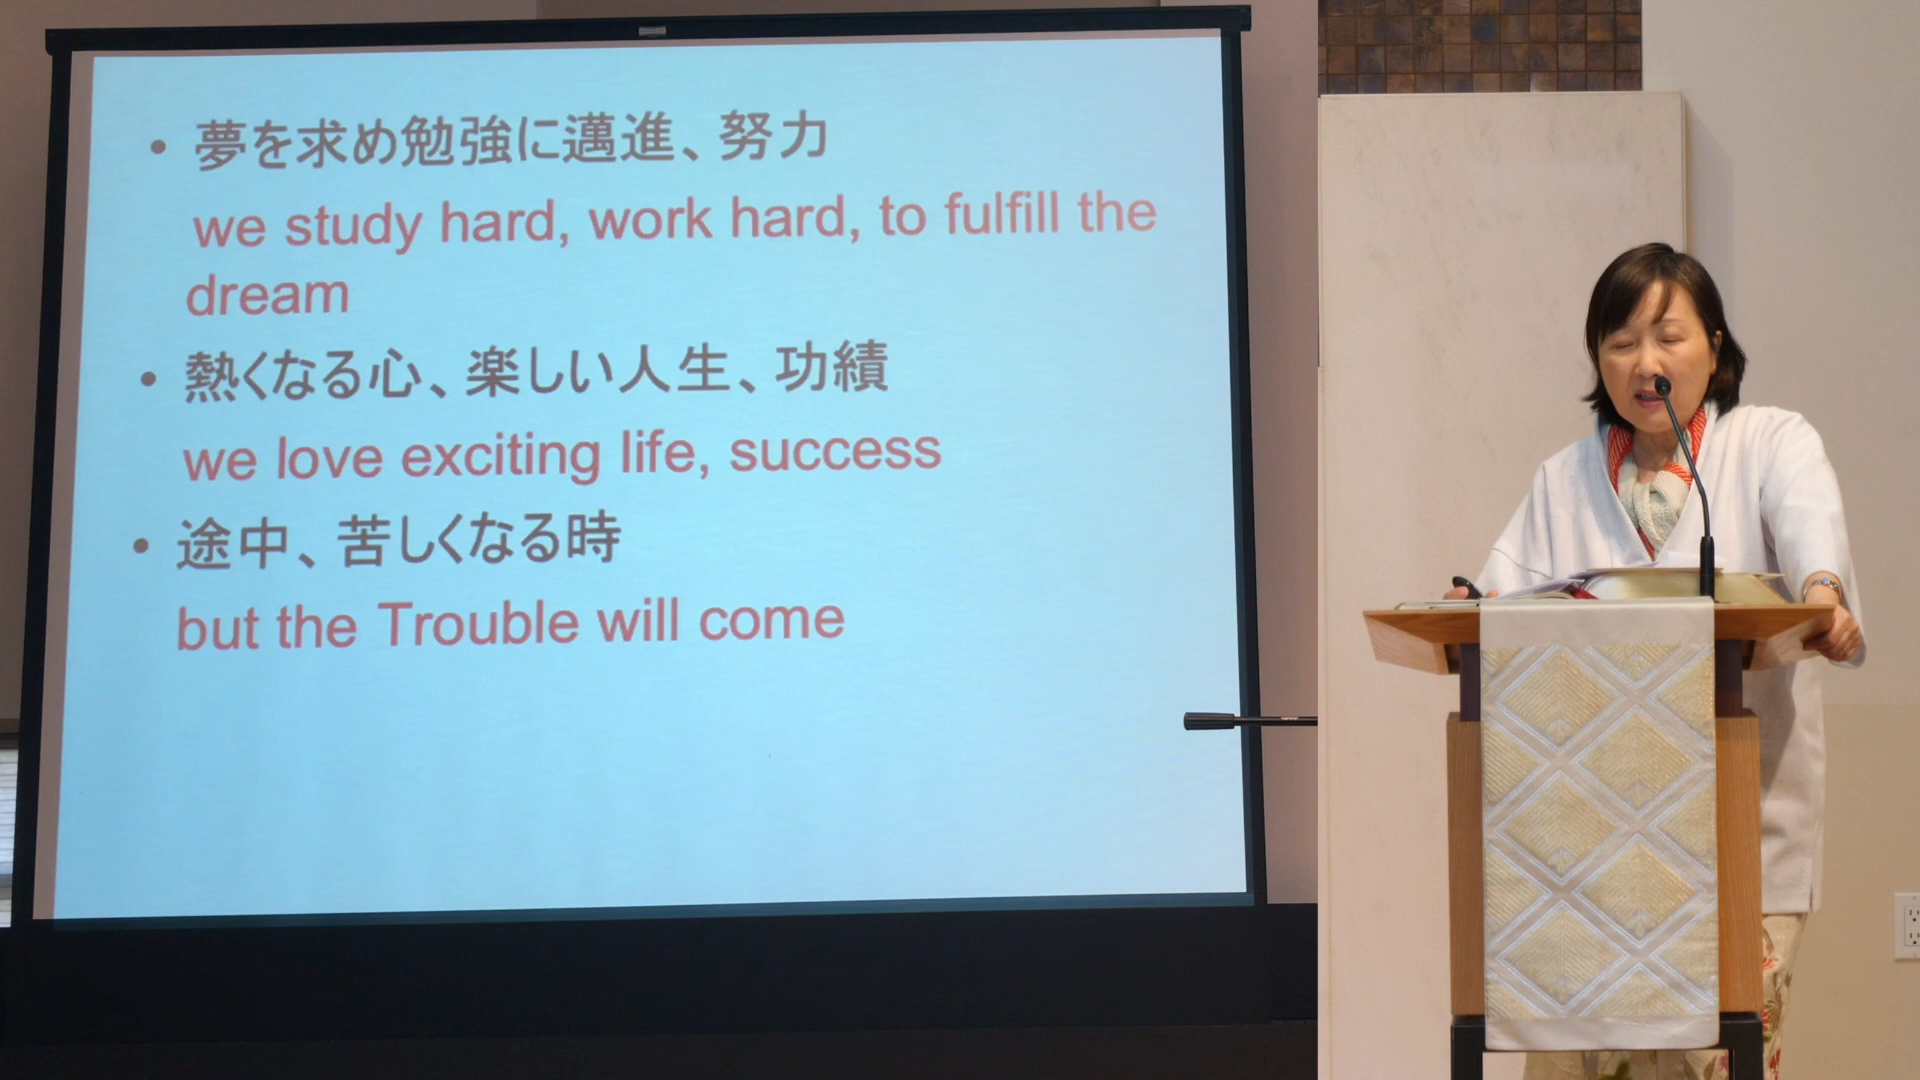 • 夢を求め勉強に邁進、努力
we study hard, work hard, to fulfill the
dream
• 熱くなる心、楽しい人生、功績
we love exciting life, success
• 途中、苦しくなる時
but the Trouble will come